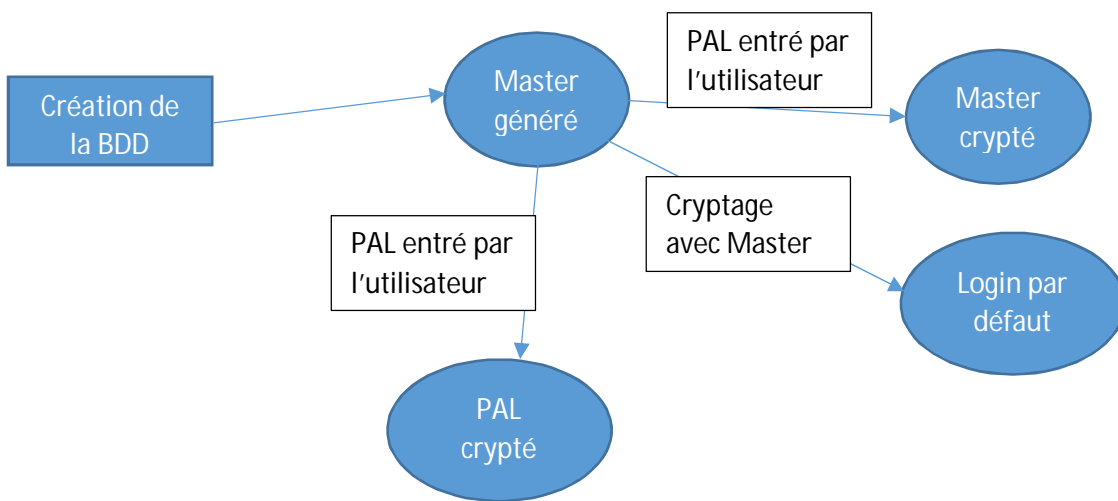 Création de
la BDD
Master
généré
PAL entré par
l'utilisateur
Master
crypté
Cryptage
avec Master
PAL entré par
l'utilisateur
Login par
défaut
PAL
crypté